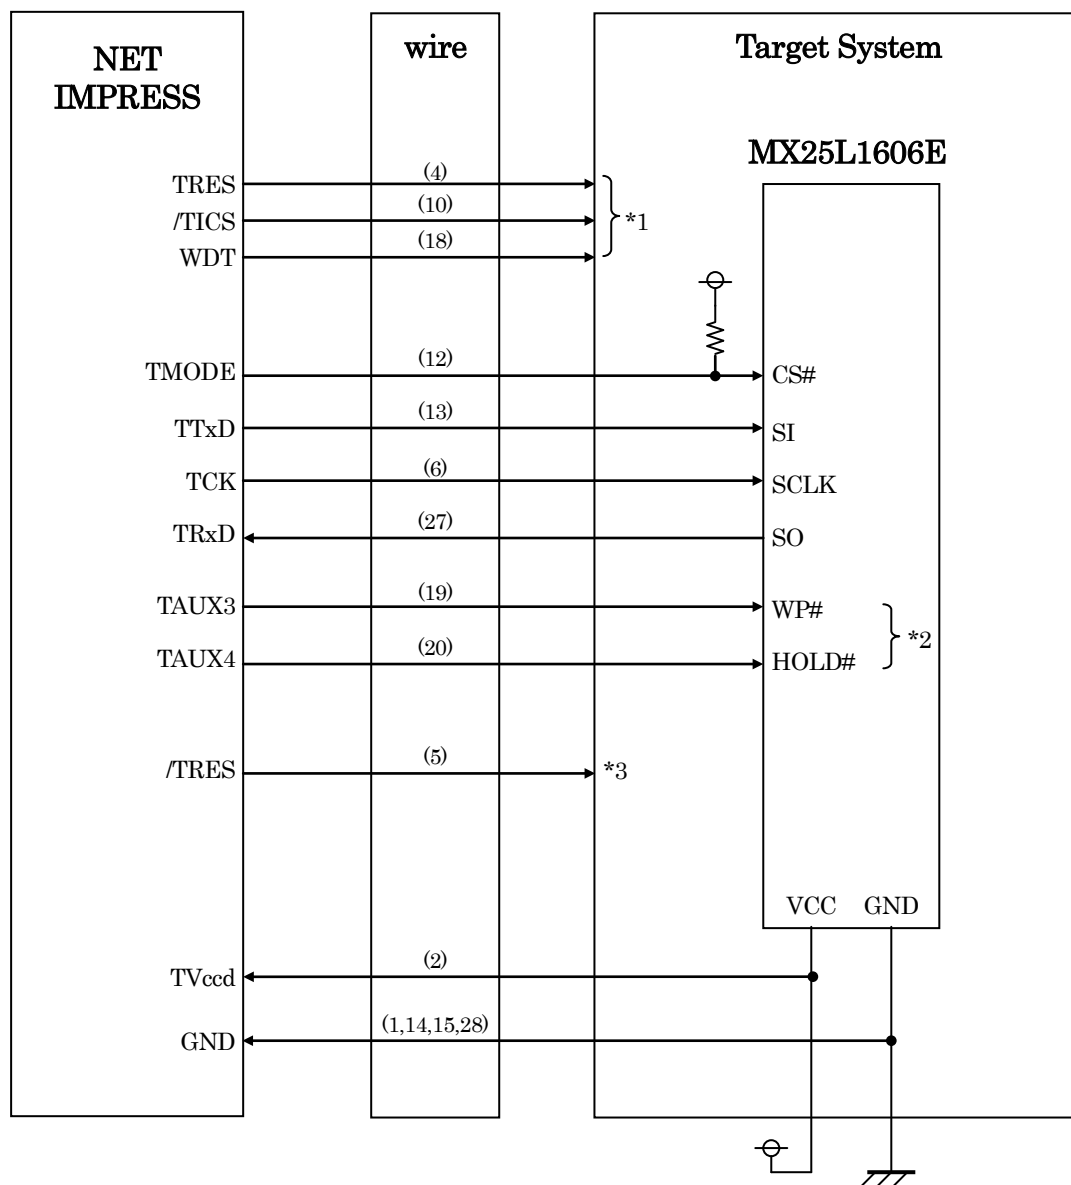 NET
IMPRESS
wire
Target System
MX25L1606E
TRES
(4)
/TICS
(10)
*1
WDT
(18)
TMODE
(12)
CS#
TTxD
(13)
SI
TCK
(6)
SCLK
TRxD
(27)
SO
TAUX3
(19)
WP#
*2
TAUX4
(20)
HOLD#
/TRES
(5)
*3
VCC GND
TVccd
(2)
GND
(1,14,15,28)